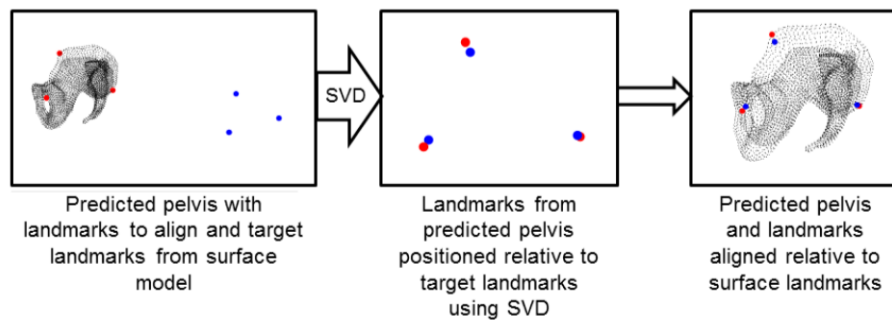 SVD
Predicted pelvis with
landmarks to align and target
landmarks from surface
model
Landmarks from
predicted pelvis
positioned relative to
target landmarks
using SVD
Predicted pelvis
and landmarks
aligned relative to
surface landmarks